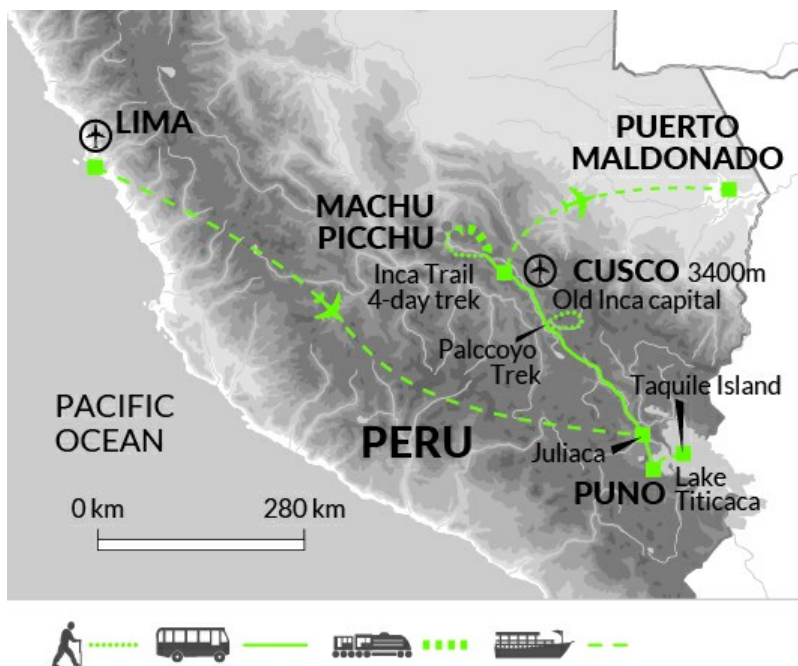 LIMA
PUERTO
MALDONADO
MACHU
PICCHU
Inca Trail
4-day trek
CUSCO 3400m
Old Inca capital
Palccoyo
Trek
Taquile Island
PACIFIC
OCEAN
PERU
Juliaca
PUNO
Lake
Titicaca
0 km
280 km